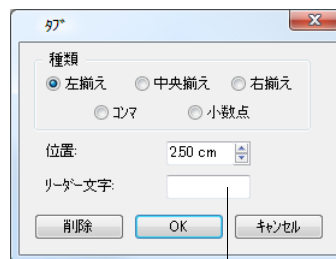 ﾀﾌﾞ
種類
左揃え 中央揃え 右揃え
ｺﾝﾏ 小数点
位置: 2.50 cm
ﾘｰﾀﾞｰ文字:
削除 OK ｷｬﾝｾﾙ